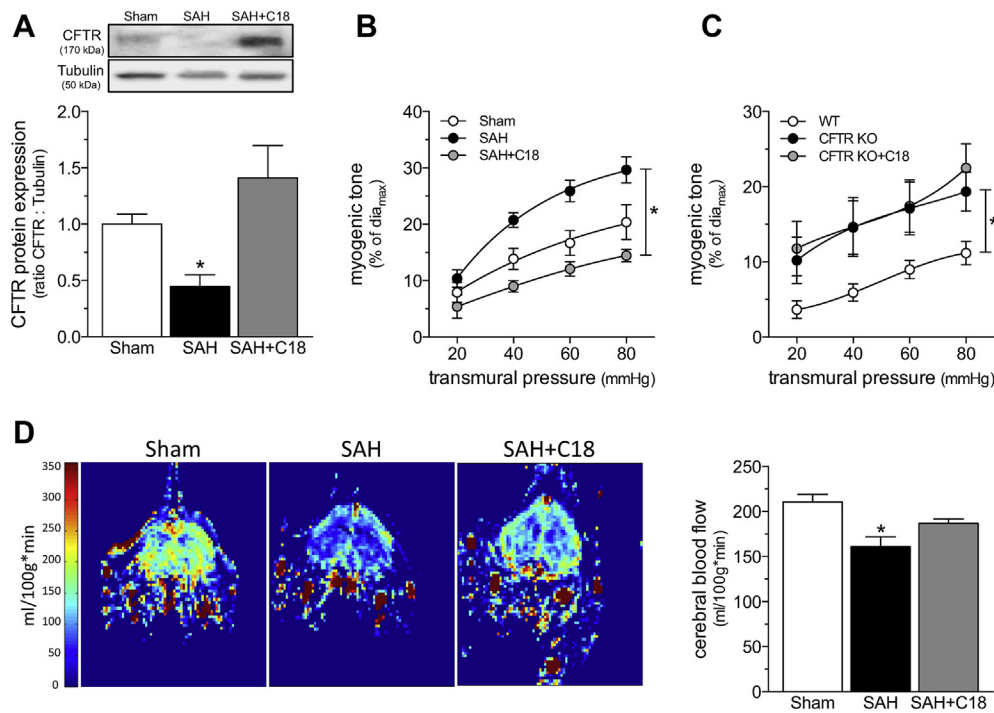 A
Sham SAH SAH+C18
CFTR
(170 kDa)
Tubulin
(50 kDa)
CFTR protein expression
(ratio CFTR : Tubulin)
2.0
1.5
1.0
0.5
0.0
*
Sham SAH SAH+C18
B
myogenic tone
(% of dia_max)
40
30
20
10
0
Sham
SAH
SAH+C18
*
20 40 60 80
transmural pressure (mmHg)
C
myogenic tone
(% of dia_max)
40
30
20
10
0
WT
CFTR KO
CFTR KO+C18
*
20 40 60 80
transmural pressure (mmHg)
D
Sham SAH SAH+C18
ml/100g*min
350
300
250
200
150
100
50
0
cerebral blood flow
(ml/100g*min)
250
200
150
100
50
0
*
Sham SAH SAH+C18